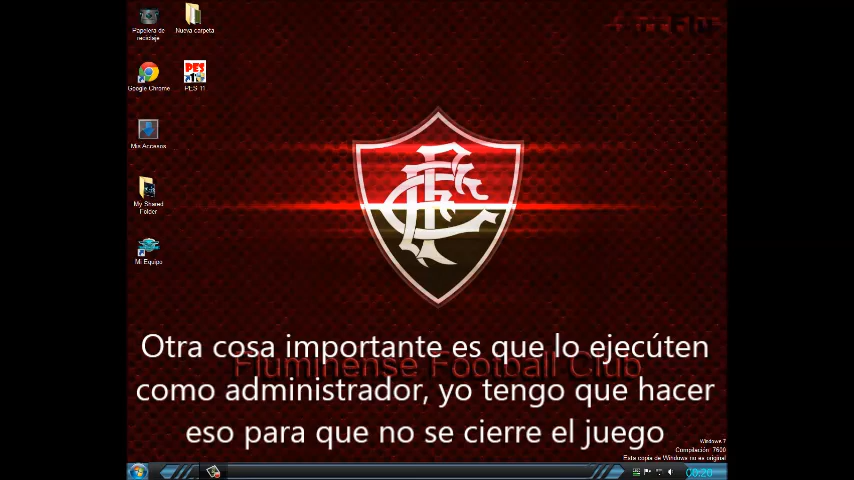 Papelera de
reciclaje
Nueva carpeta
Google Chrome
PES 11
Mis Accesos
My Shared
Folder
Mi Equipo
Otra cosa importante es que lo ejecúten
Fluminense Football Club
como administrador, yo tengo que hacer
eso para que no se cierre el juego
Windows 7
Compilación 7600
Esta copia de Windows no es original